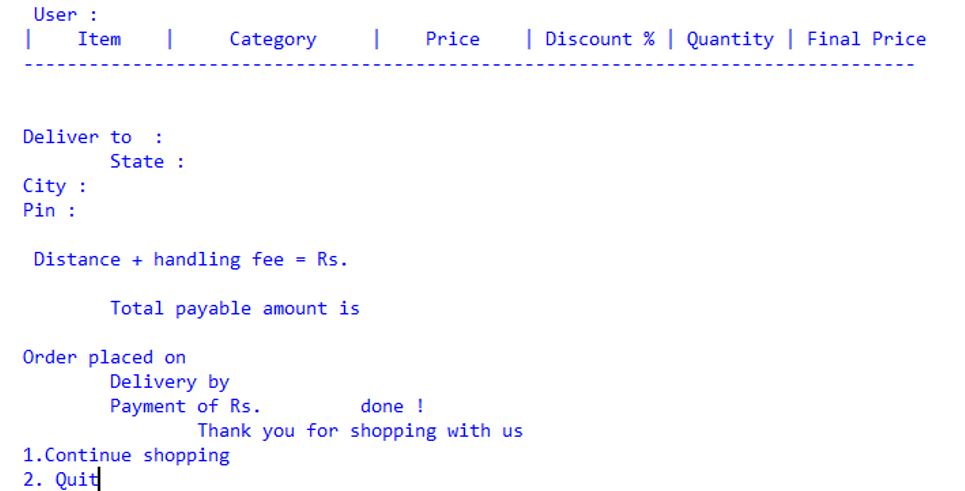 User :
|    Item    |     Category     |    Price    | Discount % | Quantity | Final Price
----------------------------------------------------------------------------------
Deliver to  :
State :
City :
Pin :
Distance + handling fee = Rs.
Total payable amount is
Order placed on
Delivery by
Payment of Rs.         done !
Thank you for shopping with us
1.Continue shopping
2. Quit